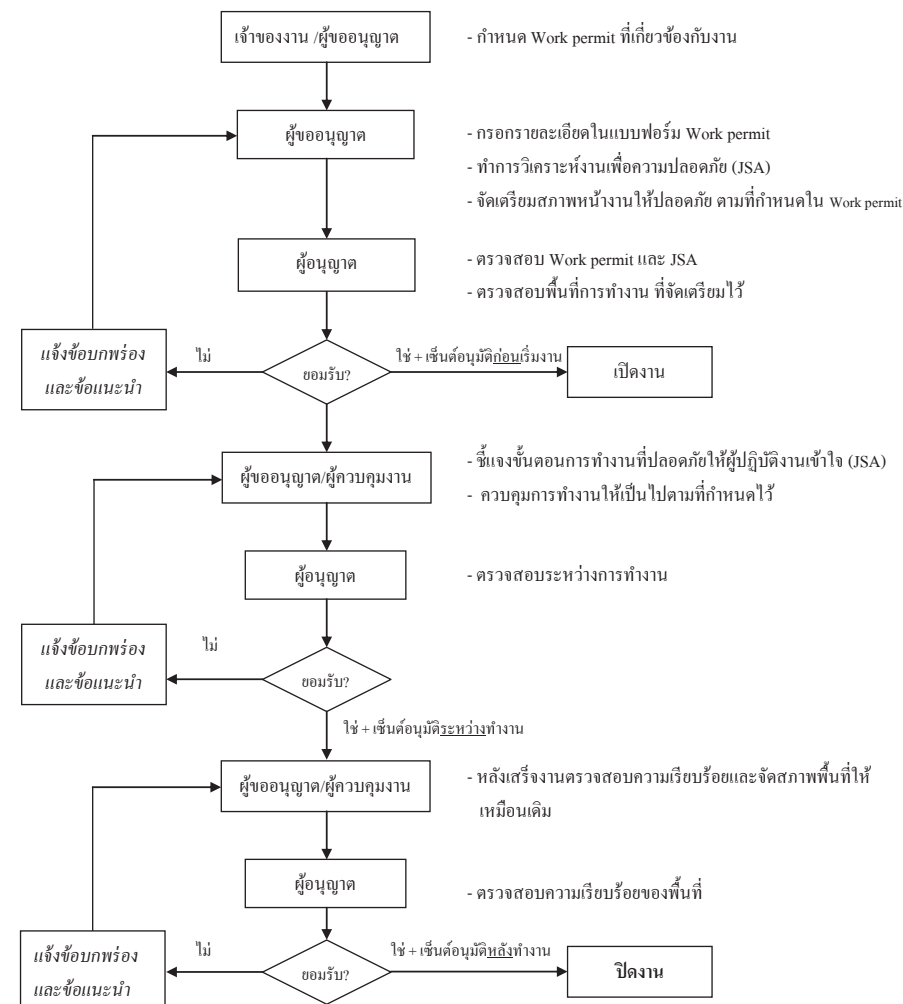 เจ้าของงาน /ผู้ขออนุญาต
- กำหนด Work permit ที่เกี่ยวข้องกับงาน
ผู้ขออนุญาต
- กรอกรายละเอียดในแบบฟอร์ม Work permit
- ทำการวิเคราะห์งานเพื่อความปลอดภัย (JSA)
- จัดเตรียมสภาพหน้างานให้ปลอดภัย ตามที่กำหนดใน Work permit
ผู้อนุญาต
- ตรวจสอบ Work permit และ JSA
- ตรวจสอบพื้นที่การทำงาน ที่จัดเตรียมไว้
แจ้งข้อบกพร่อง
และข้อแนะนำ
ไม่
ยอมรับ?
ใช่ + เซ็นต์อนุมัติก่อนเริ่มงาน
เปิดงาน
ผู้ขออนุญาต/ผู้ควบคุมงาน
- ชี้แจงขั้นตอนการทำงานที่ปลอดภัยให้ผู้ปฏิบัติงานเข้าใจ (JSA)
- ควบคุมการทำงานให้เป็นไปตามที่กำหนดไว้
ผู้อนุญาต
- ตรวจสอบระหว่างการทำงาน
แจ้งข้อบกพร่อง
และข้อแนะนำ
ไม่
ยอมรับ?
ใช่ + เซ็นต์อนุมัติระหว่างทำงาน
ผู้ขออนุญาต/ผู้ควบคุมงาน
- หลังเสร็จงานตรวจสอบความเรียบร้อยและจัดสภาพพื้นที่ให้
เหมือนเดิม
ผู้อนุญาต
- ตรวจสอบความเรียบร้อยของพื้นที่
แจ้งข้อบกพร่อง
และข้อแนะนำ
ไม่
ยอมรับ?
ใช่ + เซ็นต์อนุมัติหลังทำงาน
ปิดงาน